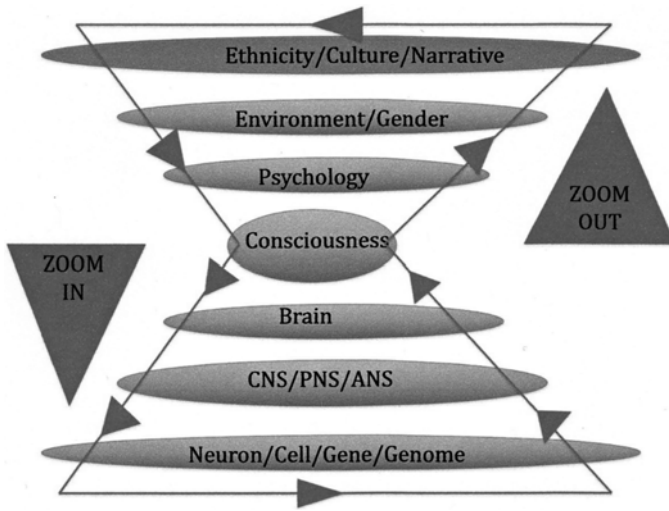 Ethnicity/Culture/Narrative
Environment/Gender
Psychology
ZOOM
OUT
Consciousness
ZOOM
IN
Brain
CNS/PNS/ANS
Neuron/Cell/Gene/Genome